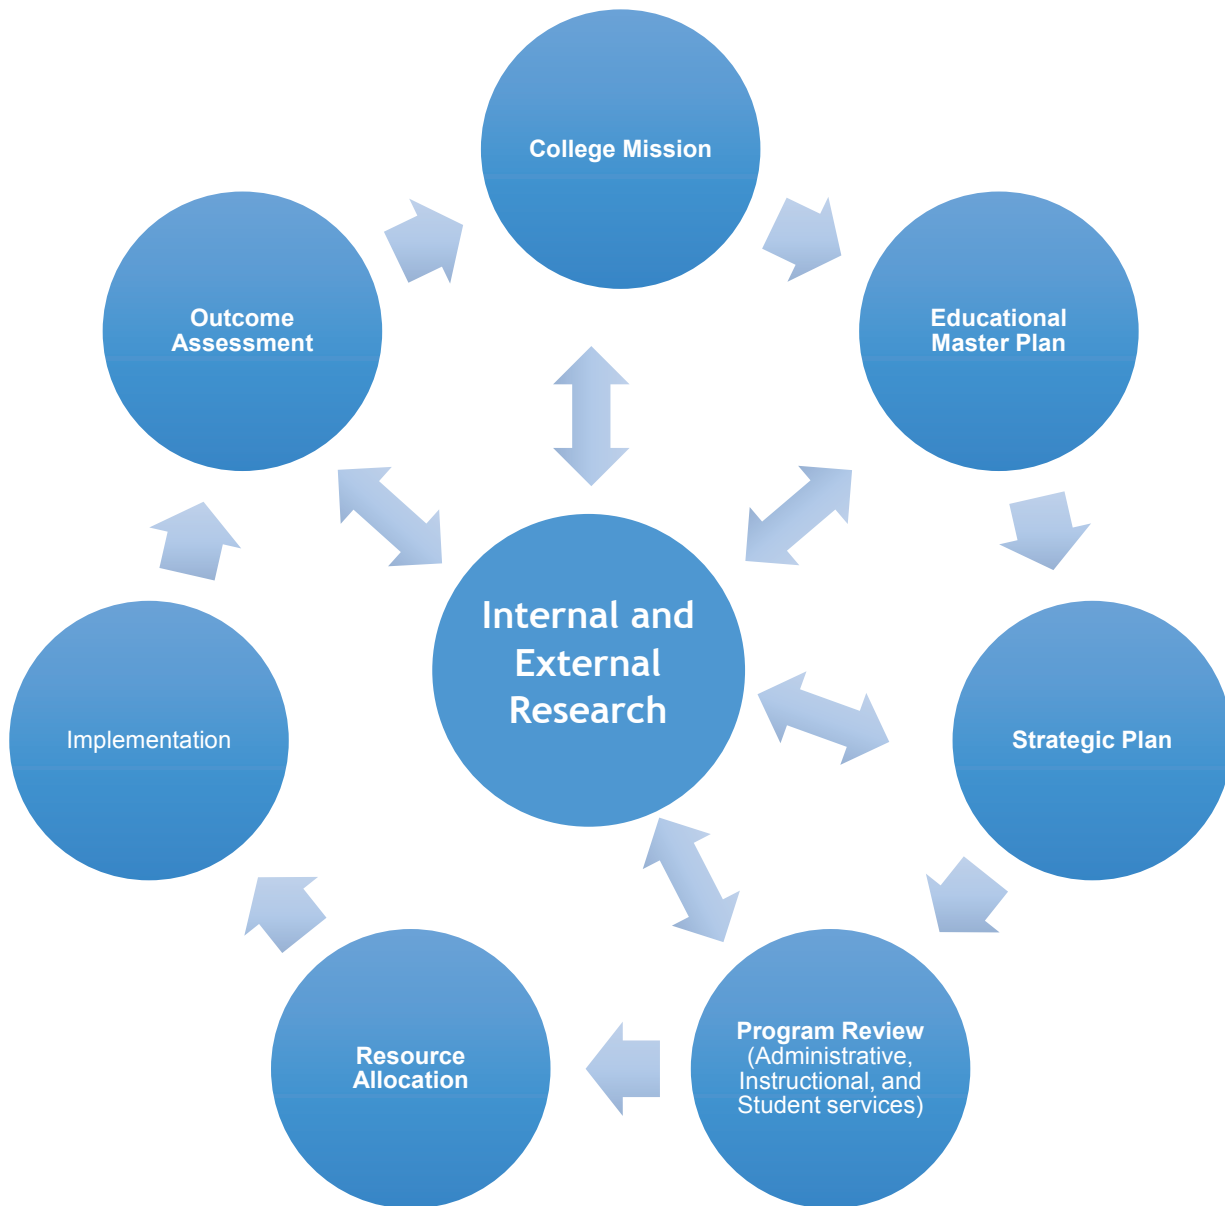 College Mission
Outcome
Assessment
Educational
Master Plan
Internal and
External
Research
Implementation
Strategic Plan
Resource
Allocation
Program Review
(Administrative,
Instructional, and
Student services)